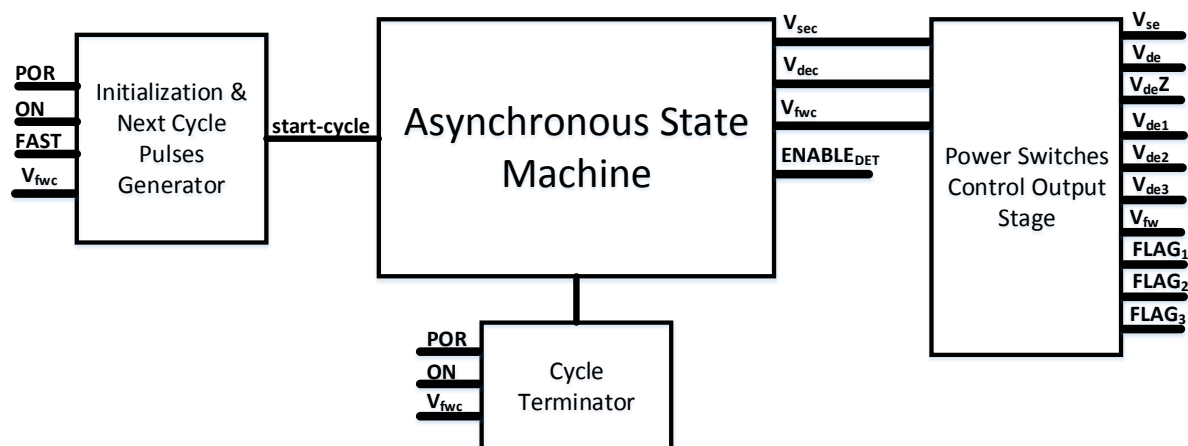 POR
ON
FAST
Vfwc
Initialization &
Next Cycle
Pulses
Generator
start-cycle
Asynchronous State
Machine
Vsec
Vdec
Vfwc
ENABLEDET
Power Switches
Control Output
Stage
Vse
Vde
VdeZ
Vde1
Vde2
Vde3
Vfw
FLAG1
FLAG2
FLAG3
POR
ON
Vfwc
Cycle
Terminator